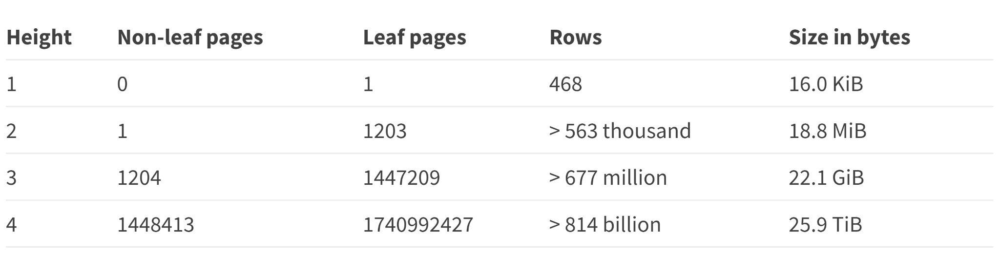 Height Non-leaf pages Leaf pages Rows Size in bytes
1 0 1 468 16.0 KiB
2 1 1203 > 563 thousand 18.8 MiB
3 1204 1447209 > 677 million 22.1 GiB
4 1448413 1740992427 > 814 billion 25.9 TiB